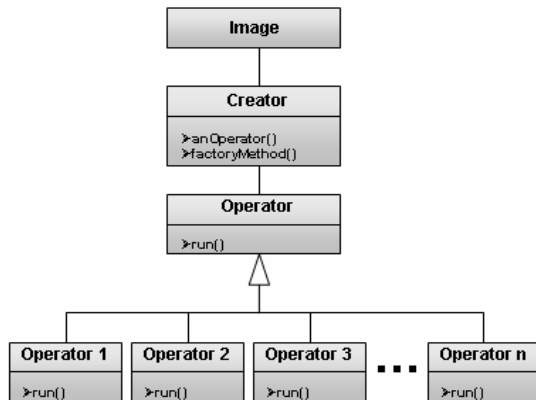 Image
Creator
➢anOperator()
➢factoryMethod()
Operator
➢run()
Operator 1 Operator 2 Operator 3 ... Operator n
➢run() ➢run() ➢run() ➢run()